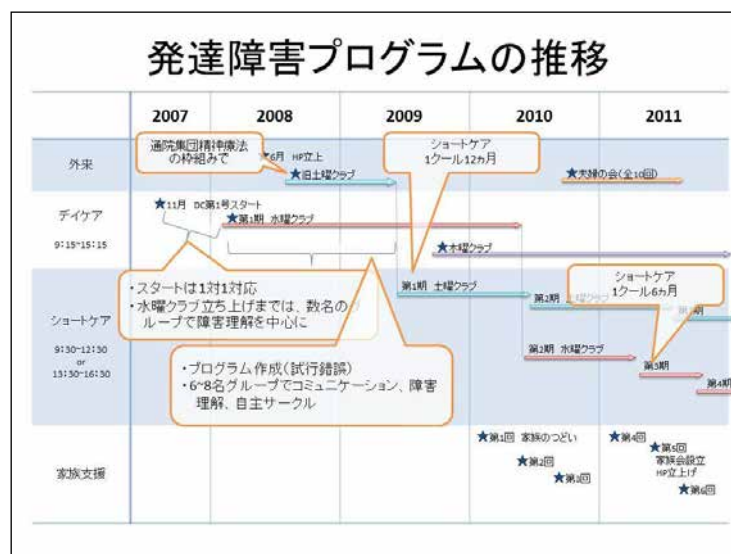 発達障害プログラムの推移
2007
2008
2009
2010
2011
外来
通院集団精神療法
の枠組みで
★6月 HP立上
★旧土曜クラブ
ショートケア
1クール12ヵ月
★夫婦の会(全10回)
デイケア
9:15~15:15
★11月 DC第1号スタート
★第1期 水曜クラブ
★木曜クラブ
・スタートは1対1対応
・水曜クラブ立ち上げまでは、数名のグ
ループで障害理解を中心に
第1期 土曜クラブ
ショートケア
1クール6ヵ月
ショートケア
9:30~12:30
or
13:30~16:30
第2期
・プログラム作成(試行錯誤)
・6~8名グループでコミュニケーション、障害
理解、自主サークル
第2期 水曜クラブ
第3期
第4期
家族支援
★第1回 家族のつどい
★第2回
★第3回
★第4回
★第5回
家族会設立
HP立上げ
★第6回